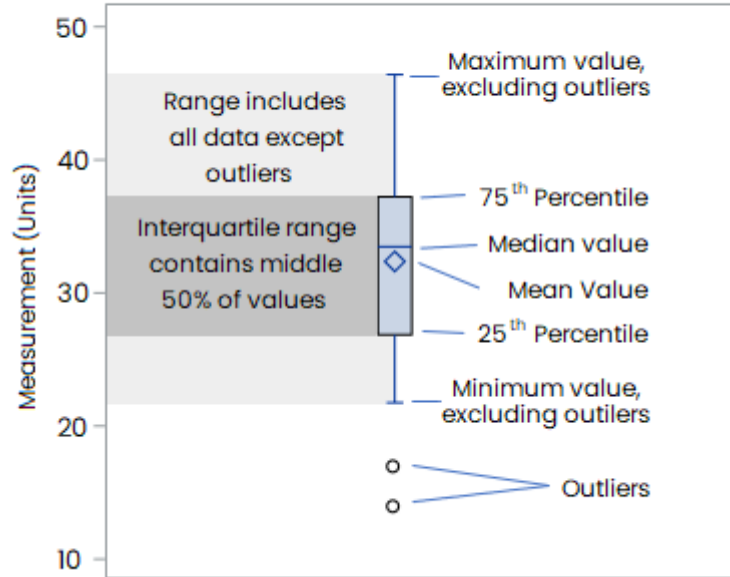 50
40
30
20
10
Measurement (Units)
Range includes
all data except
outliers
Interquartile range
contains middle
50% of values
Maximum value,
excluding outliers
75th Percentile
Median value
Mean Value
25th Percentile
Minimum value,
excluding outilers
Outliers